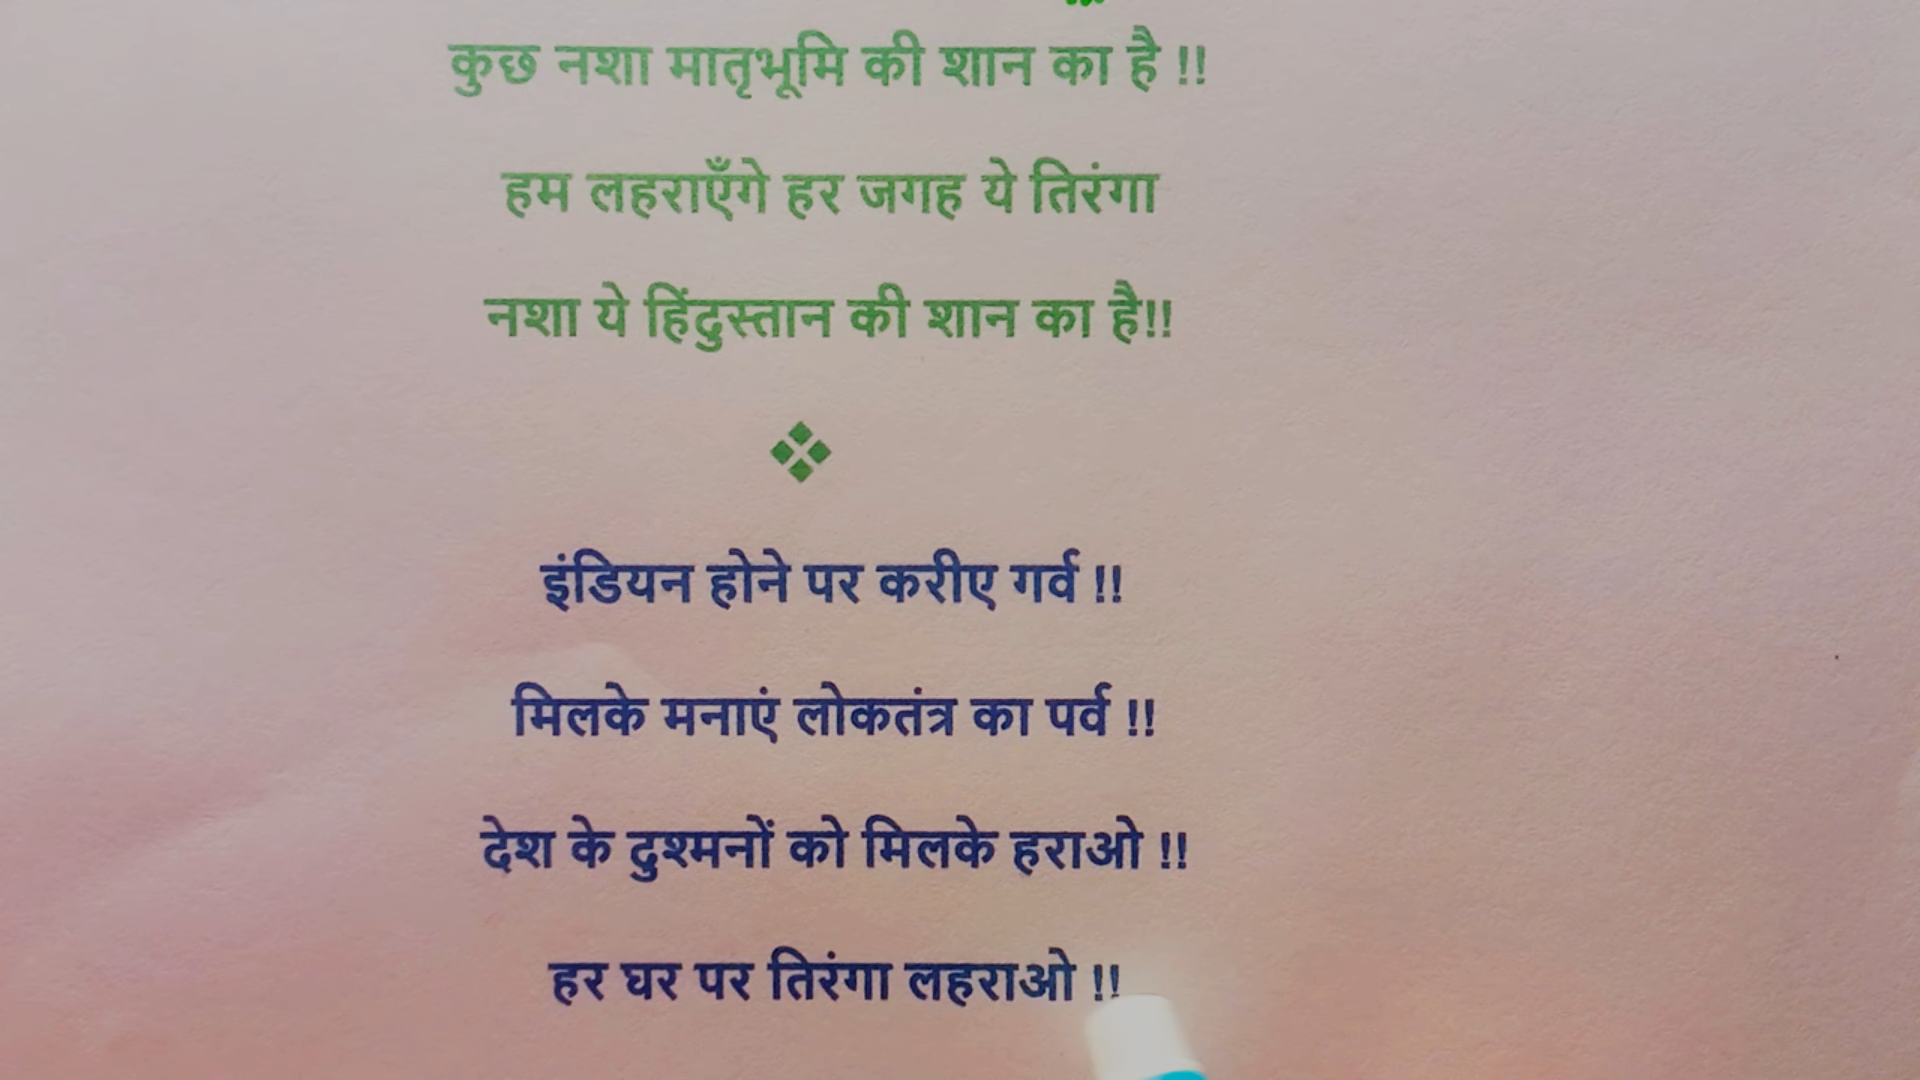 कुछ नशा मातृभूमि की शान का है !!
हम लहराएँगे हर जगह ये तिरंगा
नशा ये हिंदुस्तान की शान का है!!
इंडियन होने पर करीए गर्व !!
मिलके मनाएं लोकतंत्र का पर्व !!
देश के दुश्मनों को मिलके हराओ !!
हर घर पर तिरंगा लहराओ !!